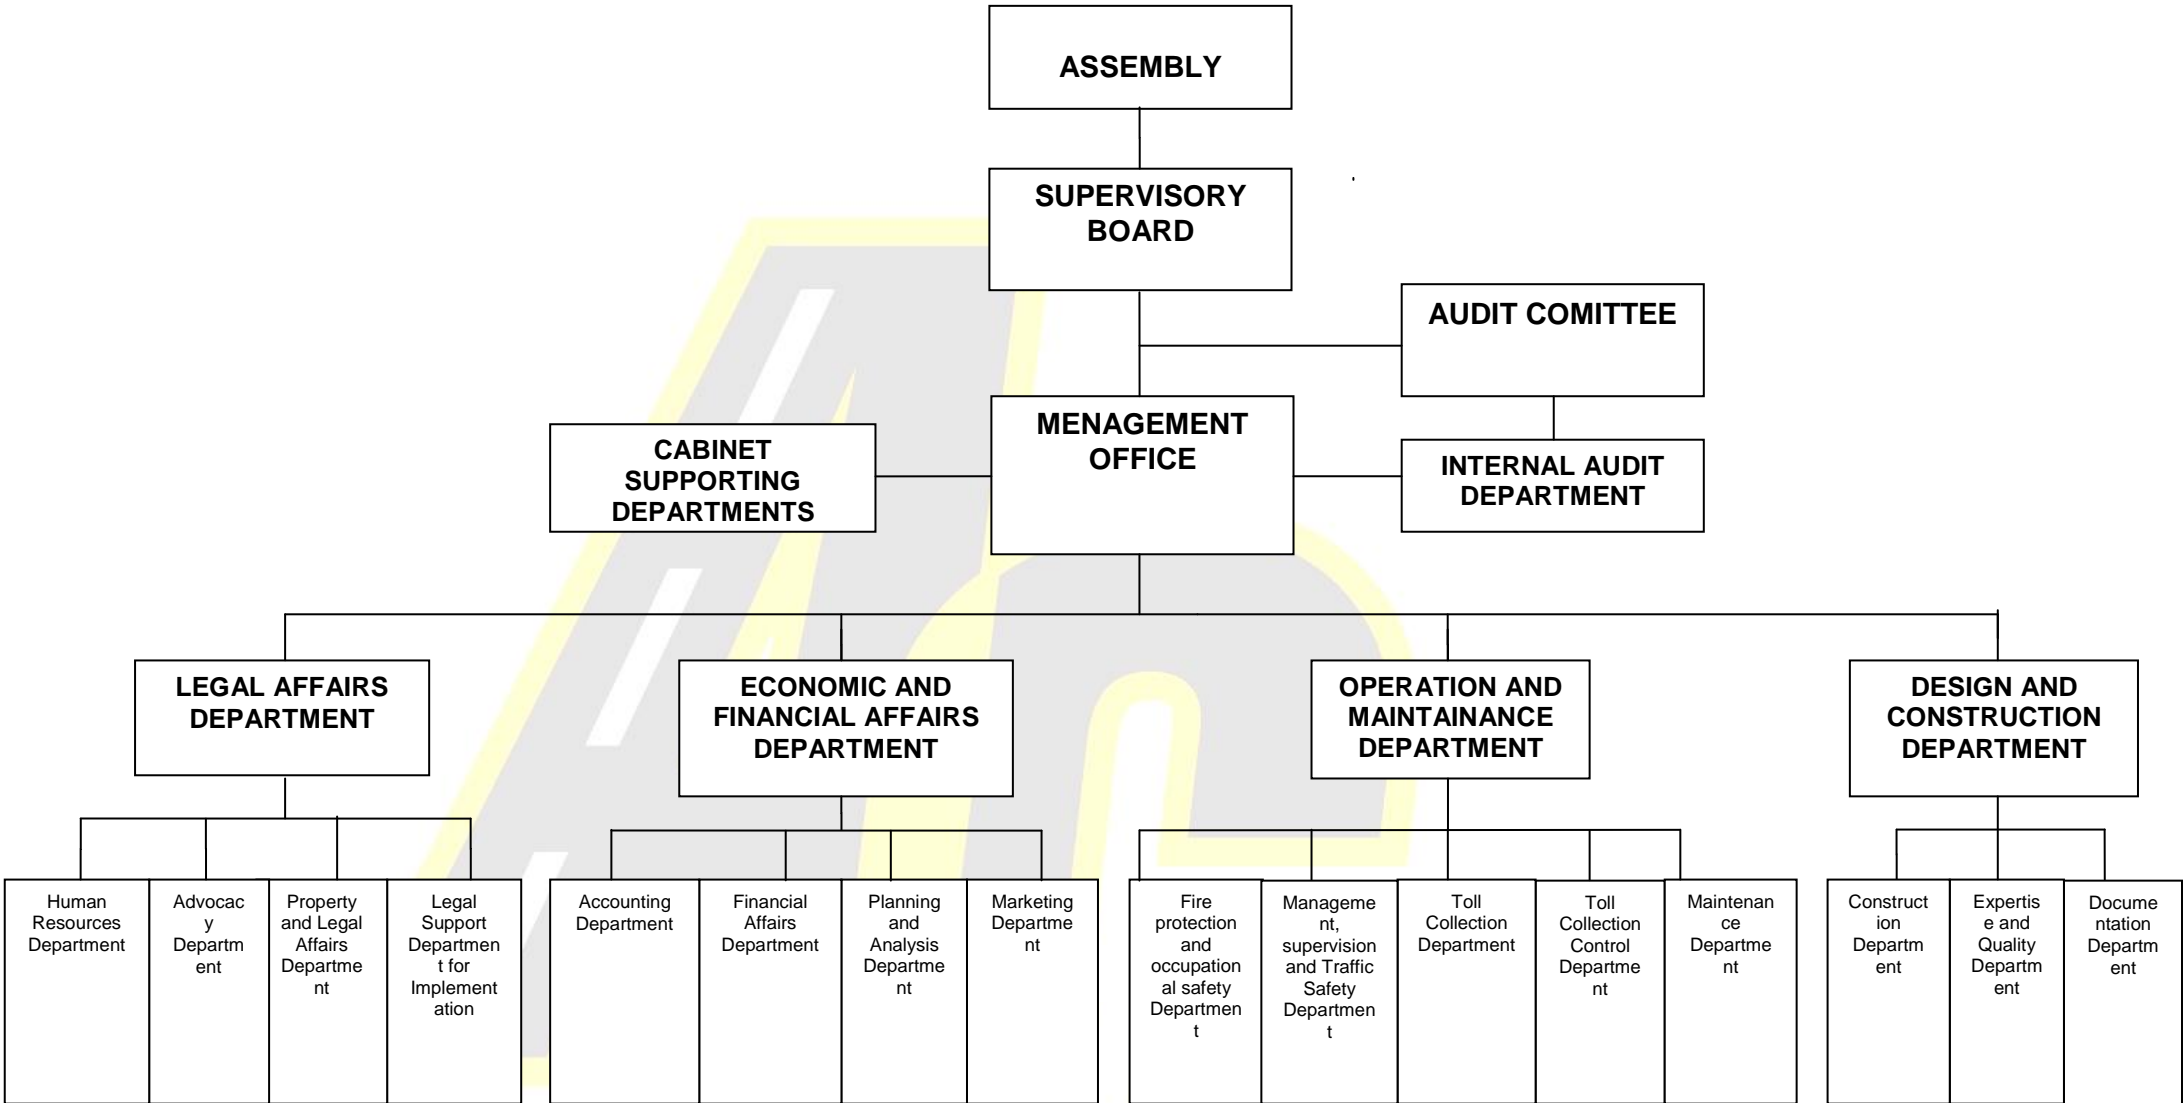 ASSEMBLY
SUPERVISORY
BOARD
AUDIT COMITTEE
MENAGEMENT
OFFICE
CABINET
SUPPORTING
DEPARTMENTS
INTERNAL AUDIT
DEPARTMENT
LEGAL AFFAIRS
DEPARTMENT
ECONOMIC AND
FINANCIAL AFFAIRS
DEPARTMENT
OPERATION AND
MAINTAINANCE
DEPARTMENT
DESIGN AND
CONSTRUCTION
DEPARTMENT
Human
Resources
Department
Advocac
y
Departm
ent
Property
and Legal
Affairs
Departme
nt
Legal
Support
Departmen
t for
Implement
ation
Accounting
Department
Financial
Affairs
Department
Planning
and
Analysis
Departme
nt
Marketing
Departme
nt
Fire
protection
and
occupation
al safety
Departmen
t
Manageme
nt,
supervision
and Traffic
Safety
Departmen
t
Toll
Collection
Department
Toll
Collection
Control
Departme
nt
Maintenan
ce
Departme
nt
Construct
ion
Departm
ent
Expertis
e and
Quality
Departm
ent
Docume
ntation
Departm
ent